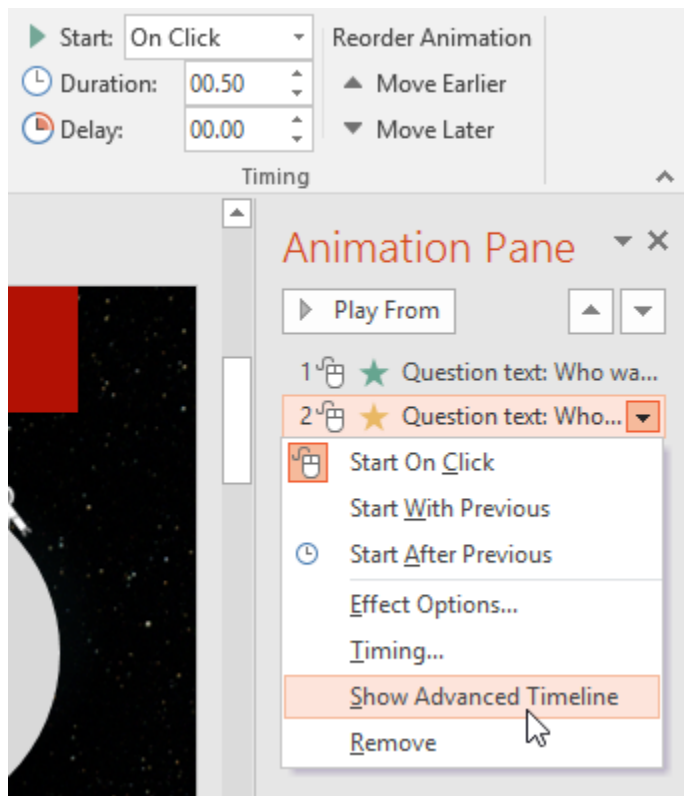 Start: On Click Reorder Animation
Duration: 00.50 Move Earlier
Delay: 00.00 Move Later
Timing
Animation Pane
Play From
1 Question text: Who wa...
2 Question text: Who...
Start On Click
Start With Previous
Start After Previous
Effect Options...
Timing...
Show Advanced Timeline
Remove